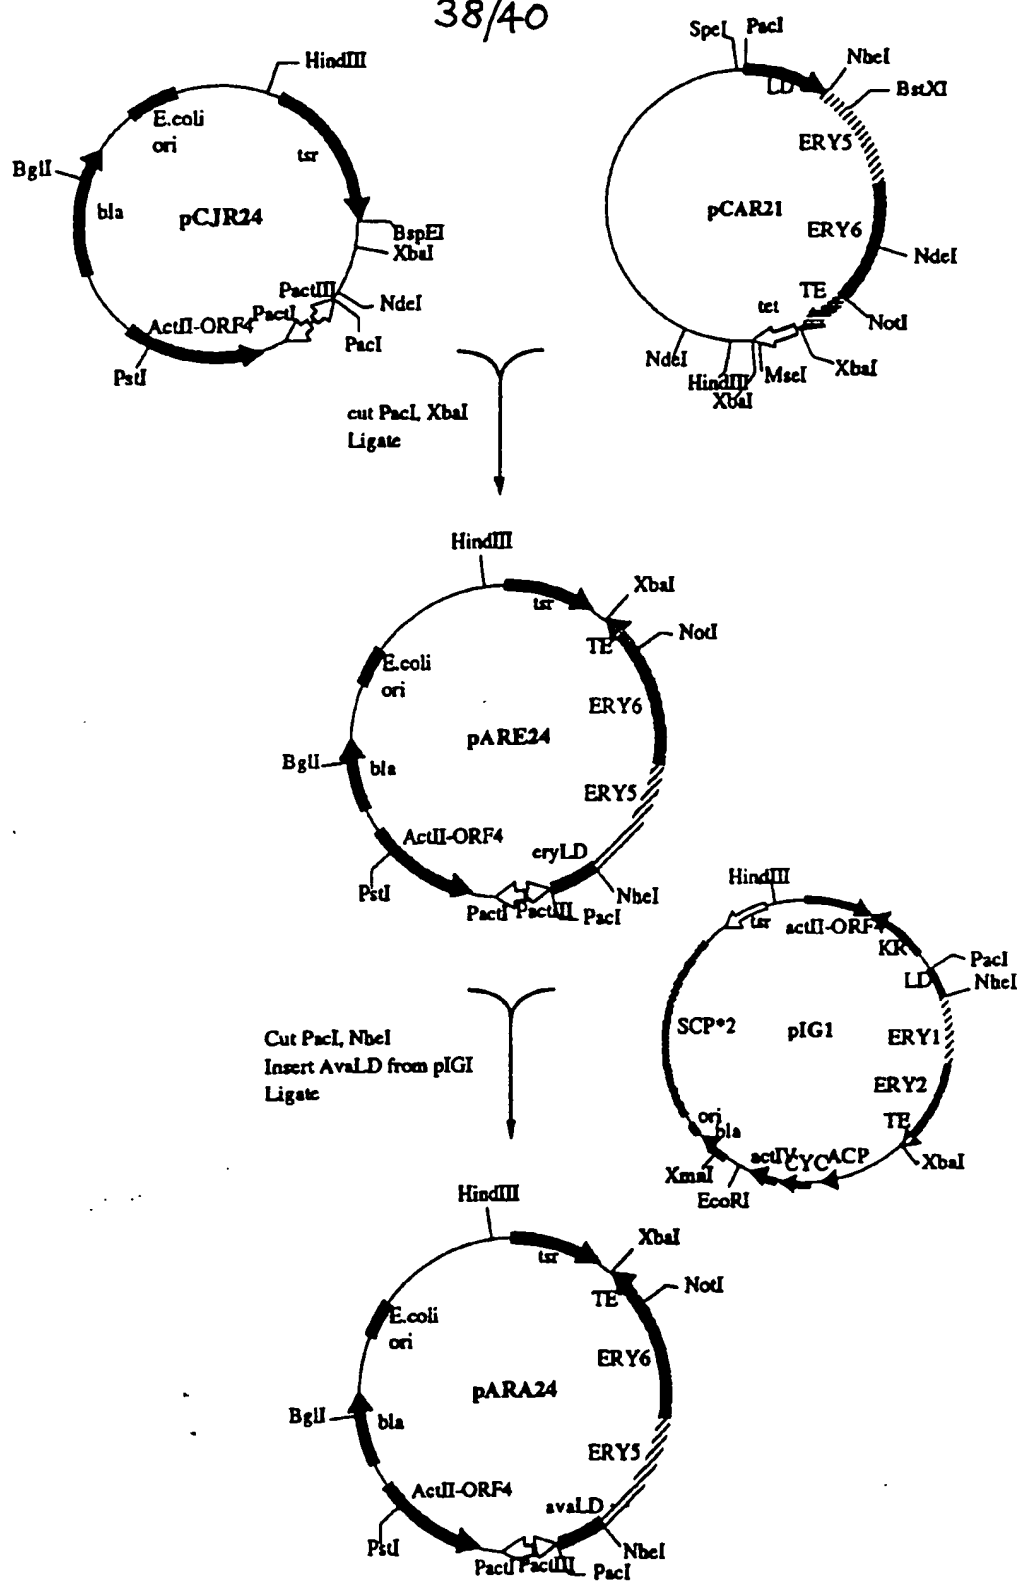 38/40
HindIII
E.coli
ori
tsr
BglI
bla
pCJR24
BspEI
XbaI
PactIII
NdeI
PactI
ActII-ORF4
PacI
PstI
SpeI
PacI
LD
NheI
BstXI
ERY5
pCAR21
ERY6
NdeI
TE
tet
NotI
NdeI
XbaI
MseI
HindIII
XbaI
cut PacI, XbaI
Ligate
HindIII
tsr
XbaI
TE
NotI
E.coli
ori
ERY6
pARE24
BglI
bla
ERY5
ActII-ORF4
eryLD
PstI
NheI
PactI
PactIII
PacI
HindIII
tsr
actII-ORF4
KR
PacI
LD
NheI
SCP*2
pIG1
ERY1
ERY2
ori
bla
TE
actIV
CYC
ACP
XbaI
XmaI
EcoRI
Cut PacI, NheI
Insert AvaLD from pIGI
Ligate
HindIII
tsr
XbaI
TE
NotI
E.coli
ori
ERY6
pARA24
BglI
bla
ERY5
ActII-ORF4
avaLD
PstI
NheI
PactI
PactIII
PacI